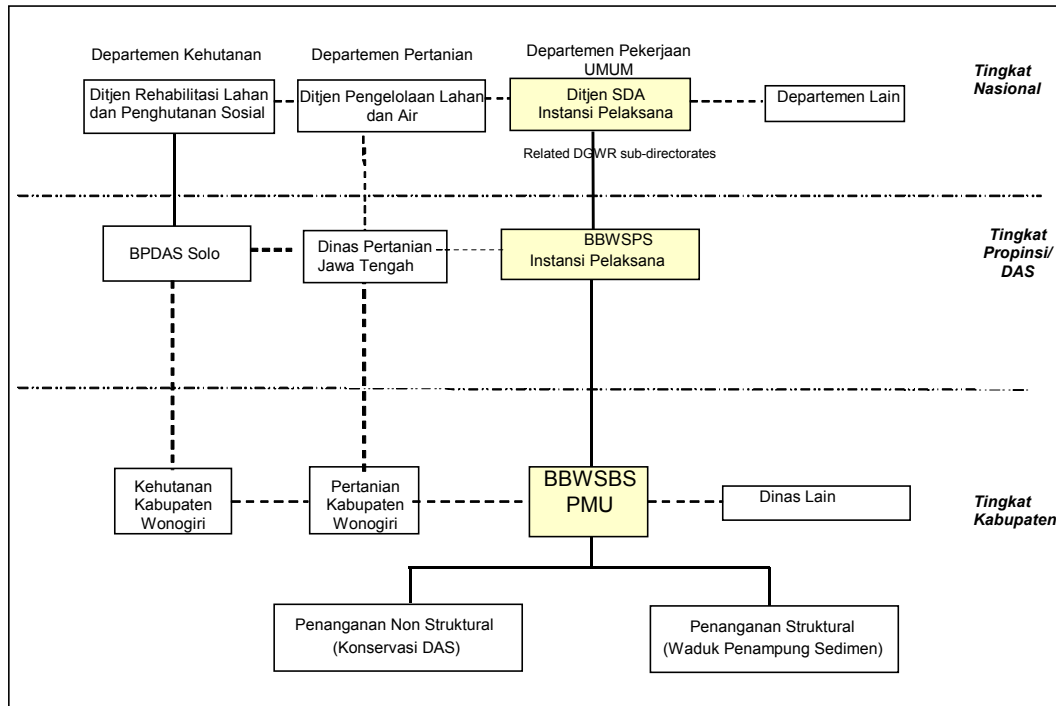 Departemen Kehutanan
Departemen Pertanian
Departemen Pekerjaan
UMUM
Tingkat
Nasional
Ditjen Rehabilitasi Lahan
dan Penghutanan Sosial
Ditjen Pengelolaan Lahan
dan Air
Ditjen SDA
Instansi Pelaksana
Departemen Lain
Related DGWR sub-directorates
BPDAS Solo
Dinas Pertanian
Jawa Tengah
BBWSPS
Instansi Pelaksana
Tingkat
Propinsi/
DAS
Kehutanan
Kabupaten
Wonogiri
Pertanian
Kabupaten
Wonogiri
BBWSBS
PMU
Dinas Lain
Tingkat
Kabupaten
Penanganan Non Struktural
(Konservasi DAS)
Penanganan Struktural
(Waduk Penampung Sedimen)